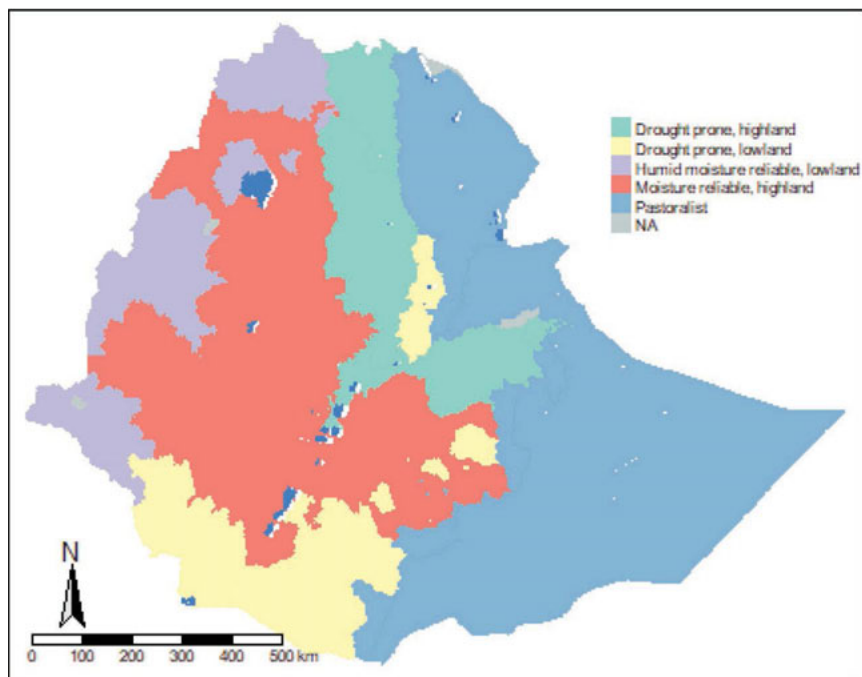 Drought prone, highland
Drought prone, lowland
Humid moisture reliable, lowland
Moisture reliable, highland
Pastoralist
NA
N
0 100 200 300 400 500 km